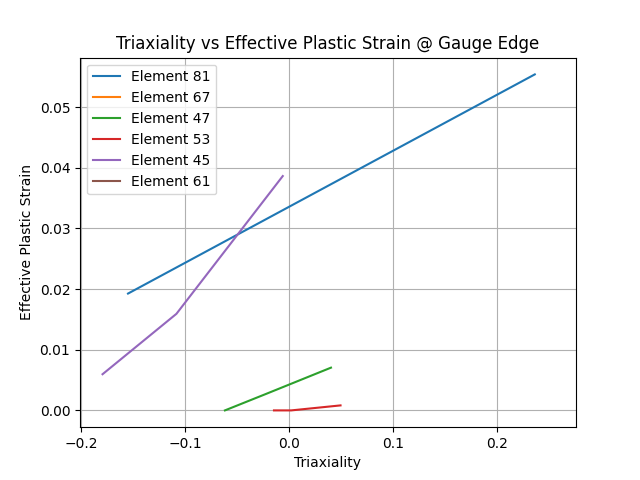 Triaxiality vs Effective Plastic Strain @ Gauge Edge
Element 81
Element 67
Element 47
Element 53
Element 45
Element 61
0.05
0.04
0.03
0.02
0.01
0.00
Effective Plastic Strain
−0.2
−0.1
0.0
0.1
0.2
Triaxiality